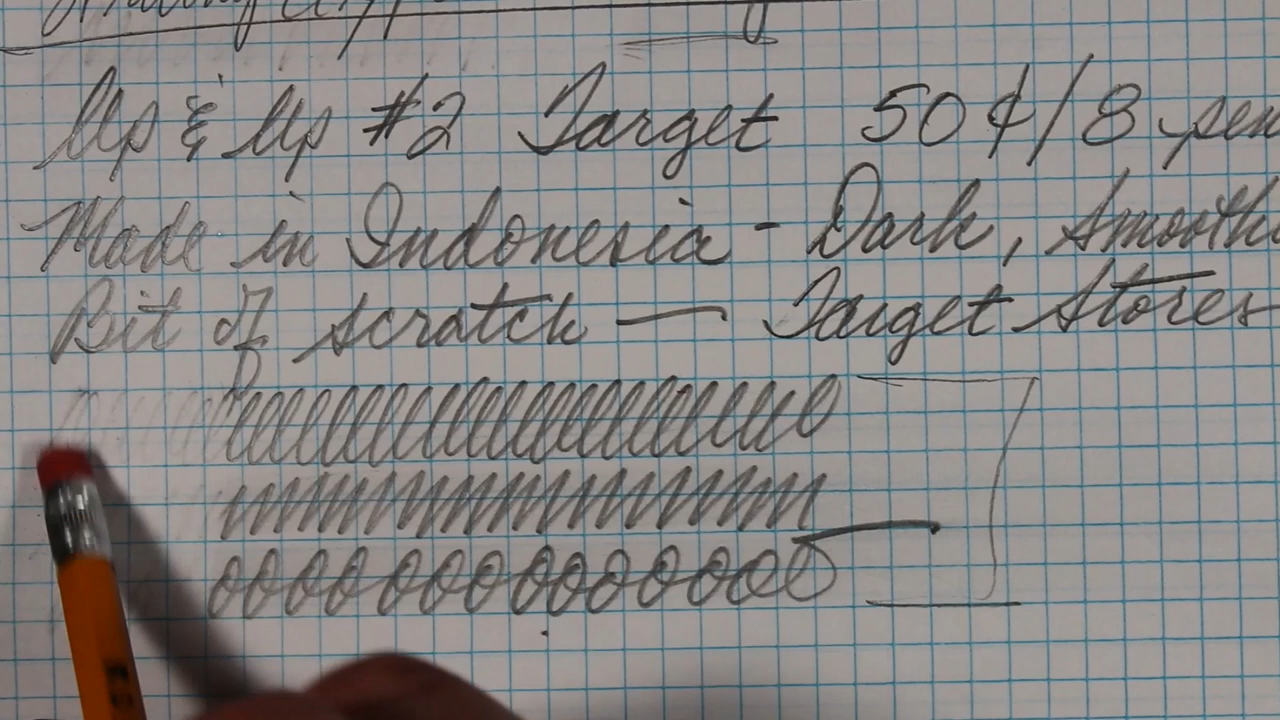 Up & Up #2 Target 50¢/8 pen
Made in Indonesia - Dark, Smooth
Bit of scratch — Target Stores